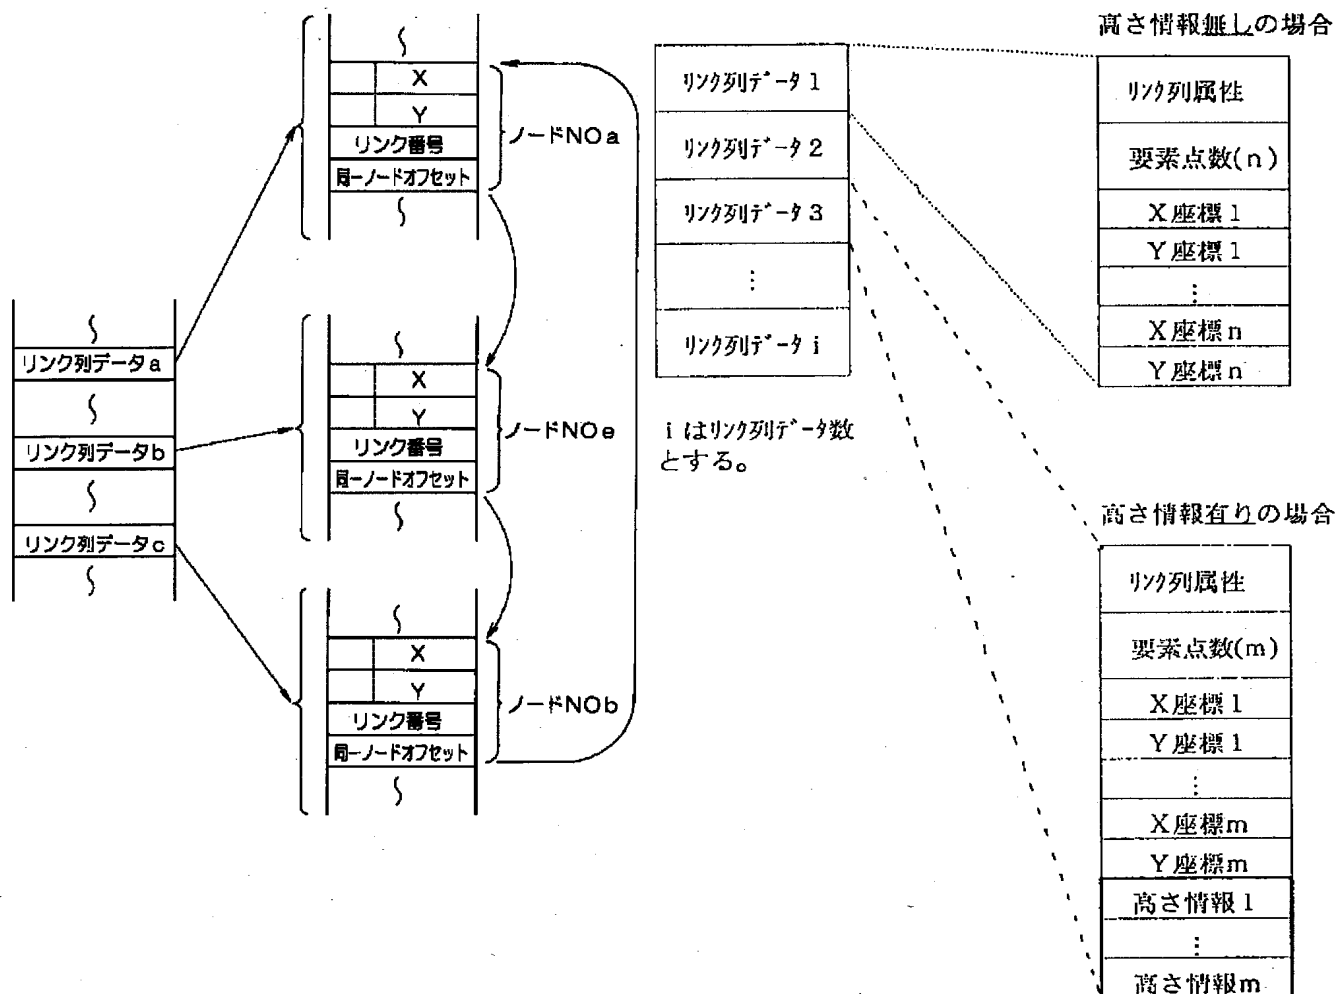 リンク列データa
リンク列データb
リンク列データc
X
Y
リンク番号
同一ノードオフセット
ノードNOa
X
Y
リンク番号
同一ノードオフセット
ノードNOe
X
Y
リンク番号
同一ノードオフセット
ノードNOb
リンク列データ1
リンク列データ2
リンク列データ3
⋮
リンク列データi
iはリンク列データ数
とする。
高さ情報無しの場合
リンク列属性
要素点数(n)
X座標1
Y座標1
⋮
X座標n
Y座標n
高さ情報有りの場合
リンク列属性
要素点数(m)
X座標1
Y座標1
⋮
X座標m
Y座標m
高さ情報1
⋮
高さ情報m